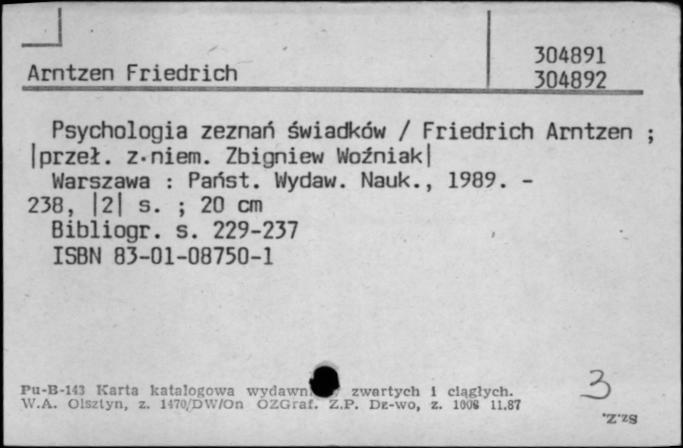 304891
Arntzen Friedrich
304892
Psychologia zeznań świadków / Friedrich Arntzen ;
|przeł. z.niem. Zbigniew Woźniak|
Warszawa : Państ. Wydaw. Nauk., 1989. -
238, |2| s. ; 20 cm
Bibliogr. s. 229-237
ISBN 83-01-08750-1
3
Pu-B-143 Karta katalogowa zwartych i ciągłych.
W.A. Olsztyn, z. 1470/DW/On OZGraf. Z.P. Dz-wo, z. 1008 11.87
Sz.Z.